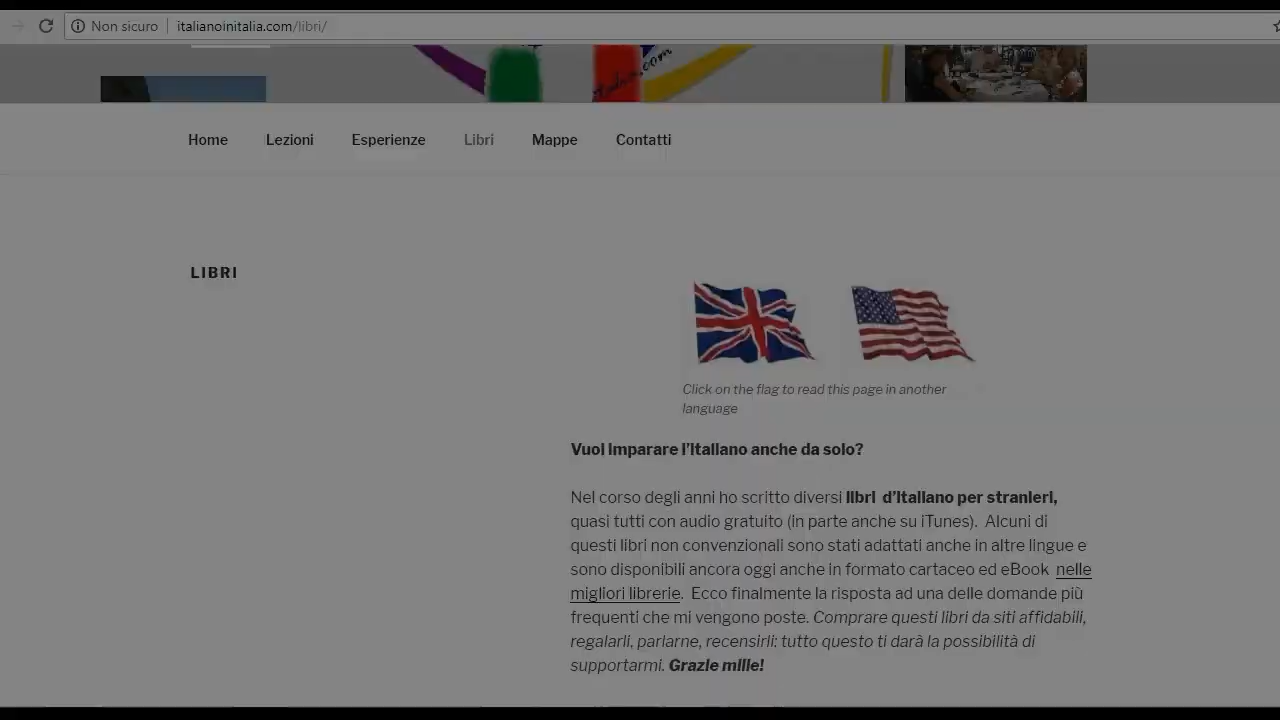 Non sicuro
italianoinitalia.com/libri/
Home
Lezioni
Esperienze
Libri
Mappe
Contatti
LIBRI
Click on the flag to read this page in another
language
Vuoi imparare l'italiano anche da solo?
Nel corso degli anni ho scritto diversi libri d'italiano per stranieri,
quasi tutti con audio gratuito (in parte anche su iTunes). Alcuni di
questi libri non convenzionali sono stati adattati anche in altre lingue e
sono disponibili ancora oggi anche in formato cartaceo ed eBook nelle
migliori librerie. Ecco finalmente la risposta ad una delle domande più
frequenti che mi vengono poste. Comprare questi libri da siti affidabili,
regalarli, parlarne, recensirli: tutto questo ti darà la possibilità di
supportarmi. Grazie mille!